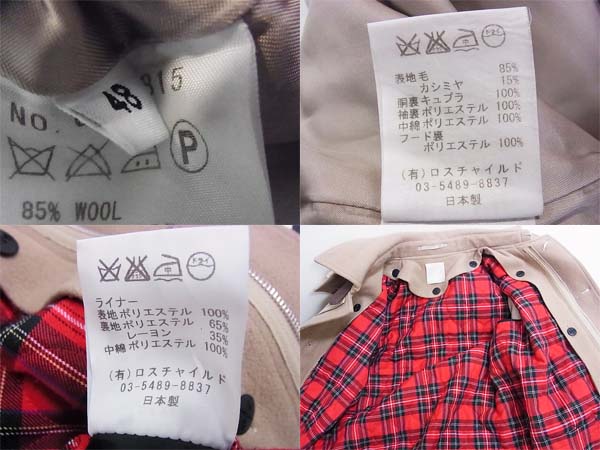 815
48
NO.
P
85% WOOL
ドライ
表地毛 85%
カシミヤ 15%
胴裏キュプラ 100%
袖裏ポリエステル 100%
中綿ポリエステル 100%
フード裏
ポリエステル 100%
(有)ロスチャイルド
03-5489-8837
日本製
ドライ
ライナー
表地ポリエステル 100%
裏地ポリエステル 65%
レーヨン 35%
中綿ポリエステル 100%
(有)ロスチャイルド
03-5489-8837
日本製